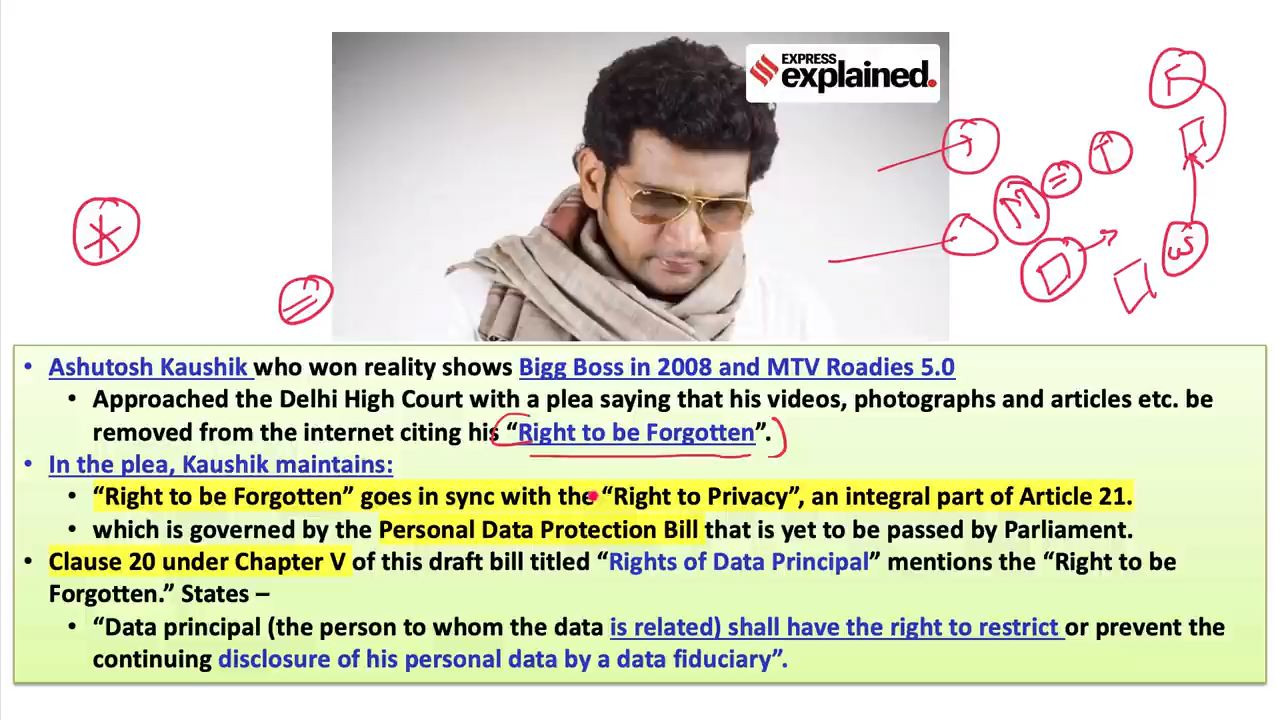 EXPRESS
explained.
• Ashutosh Kaushik who won reality shows Bigg Boss in 2008 and MTV Roadies 5.0
• Approached the Delhi High Court with a plea saying that his videos, photographs and articles etc. be
removed from the internet citing his “Right to be Forgotten”.
• In the plea, Kaushik maintains:
• “Right to be Forgotten” goes in sync with the “Right to Privacy”, an integral part of Article 21.
• which is governed by the Personal Data Protection Bill that is yet to be passed by Parliament.
• Clause 20 under Chapter V of this draft bill titled “Rights of Data Principal” mentions the “Right to be
Forgotten.” States –
• “Data principal (the person to whom the data is related) shall have the right to restrict or prevent the
continuing disclosure of his personal data by a data fiduciary”.